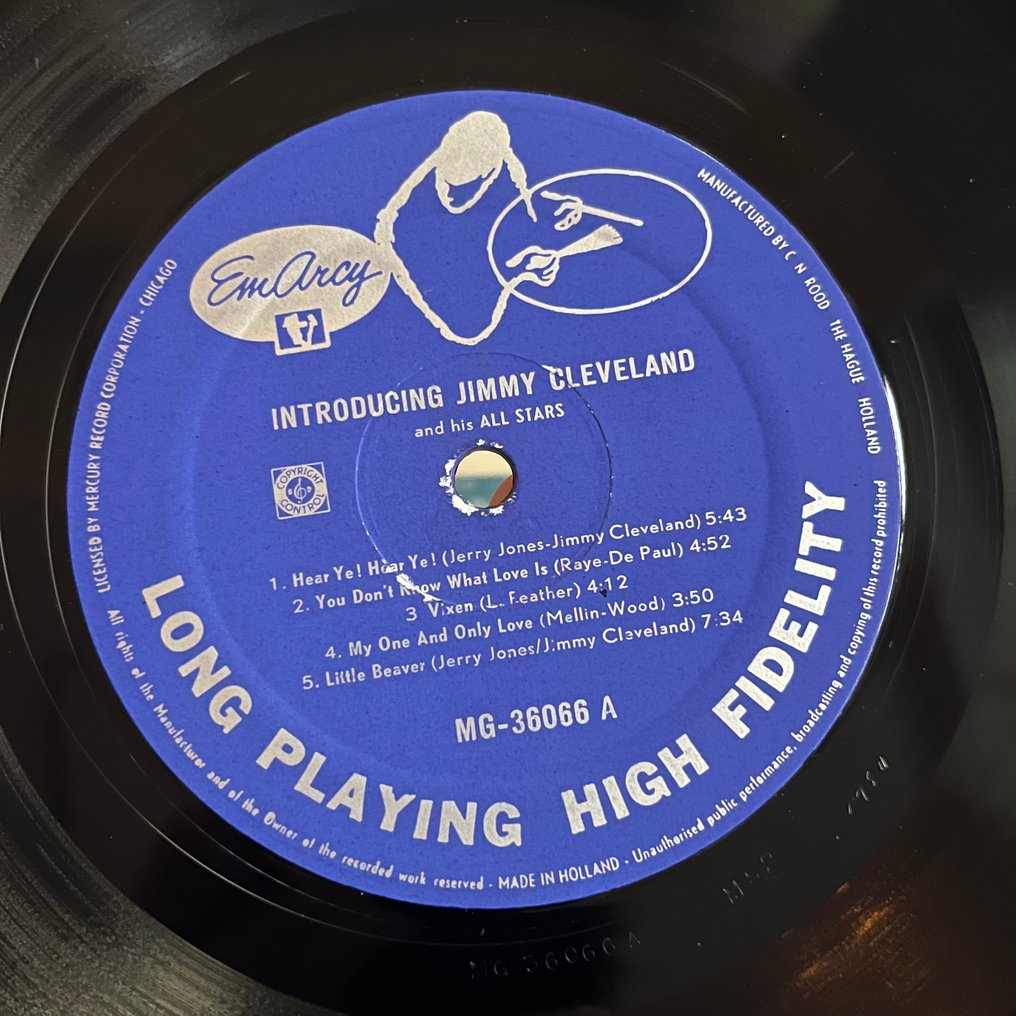 EmArcy
INTRODUCING JIMMY CLEVELAND
and his ALL STARS
COPYRIGHT
CONTROL
1. Hear Ye! Hear Ye! (Jerry Jones-Jimmy Cleveland) 5:43
2. You Don't Know What Love Is (Raye-De Paul) 4:52
3 Vixen (L. Feather) 4:12
4. My One And Only Love (Mellin-Wood) 3:50
5. Little Beaver (Jerry Jones/Jimmy Cleveland) 7:34
MG-36066 A
LONG PLAYING HIGH FIDELITY
LICENSED BY MERCURY RECORD CORPORATION - CHICAGO
MANUFACTURED BY C N ROOD THE HAGUE HOLLAND
All rights of the Manufacturer and of the Owner of the recorded work reserved - MADE IN HOLLAND - Unauthorised public performance, broadcasting and copying of this record prohibited
MG 36066 A